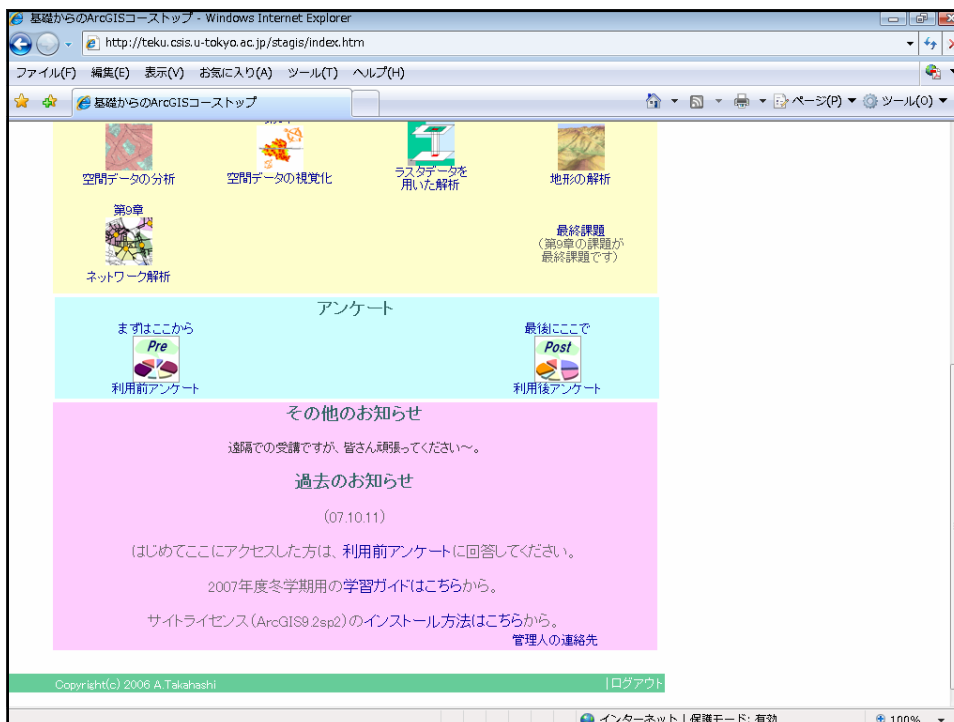 基礎からのArcGISコーストップ - Windows Internet Explorer
http://teku.csis.u-tokyo.ac.jp/stagis/index.htm
ファイル(F) 編集(E) 表示(V) お気に入り(A) ツール(T) ヘルプ(H)
基礎からのArcGISコーストップ
ページ(P) ツール(O)
空間データの分析
空間データの視覚化
ラスタデータを
用いた解析
地形の解析
第9章
ネットワーク解析
最終課題
(第9章の課題が
最終課題です)
アンケート
まずはここから
Pre
利用前アンケート
最後にここで
Post
利用後アンケート
その他のお知らせ
遠隔での受講ですが、皆さん頑張ってください～。
過去のお知らせ
(07.10.11)
はじめてここにアクセスした方は、利用前アンケートに回答してください。
2007年度冬学期用の学習ガイドはこちらから。
サイトライセンス(ArcGIS9.2sp2)のインストール方法はこちらから。
管理人の連絡先
Copyright(c) 2006 A.Takahashi
|ログアウト
インターネット | 保護モード: 有効
100%